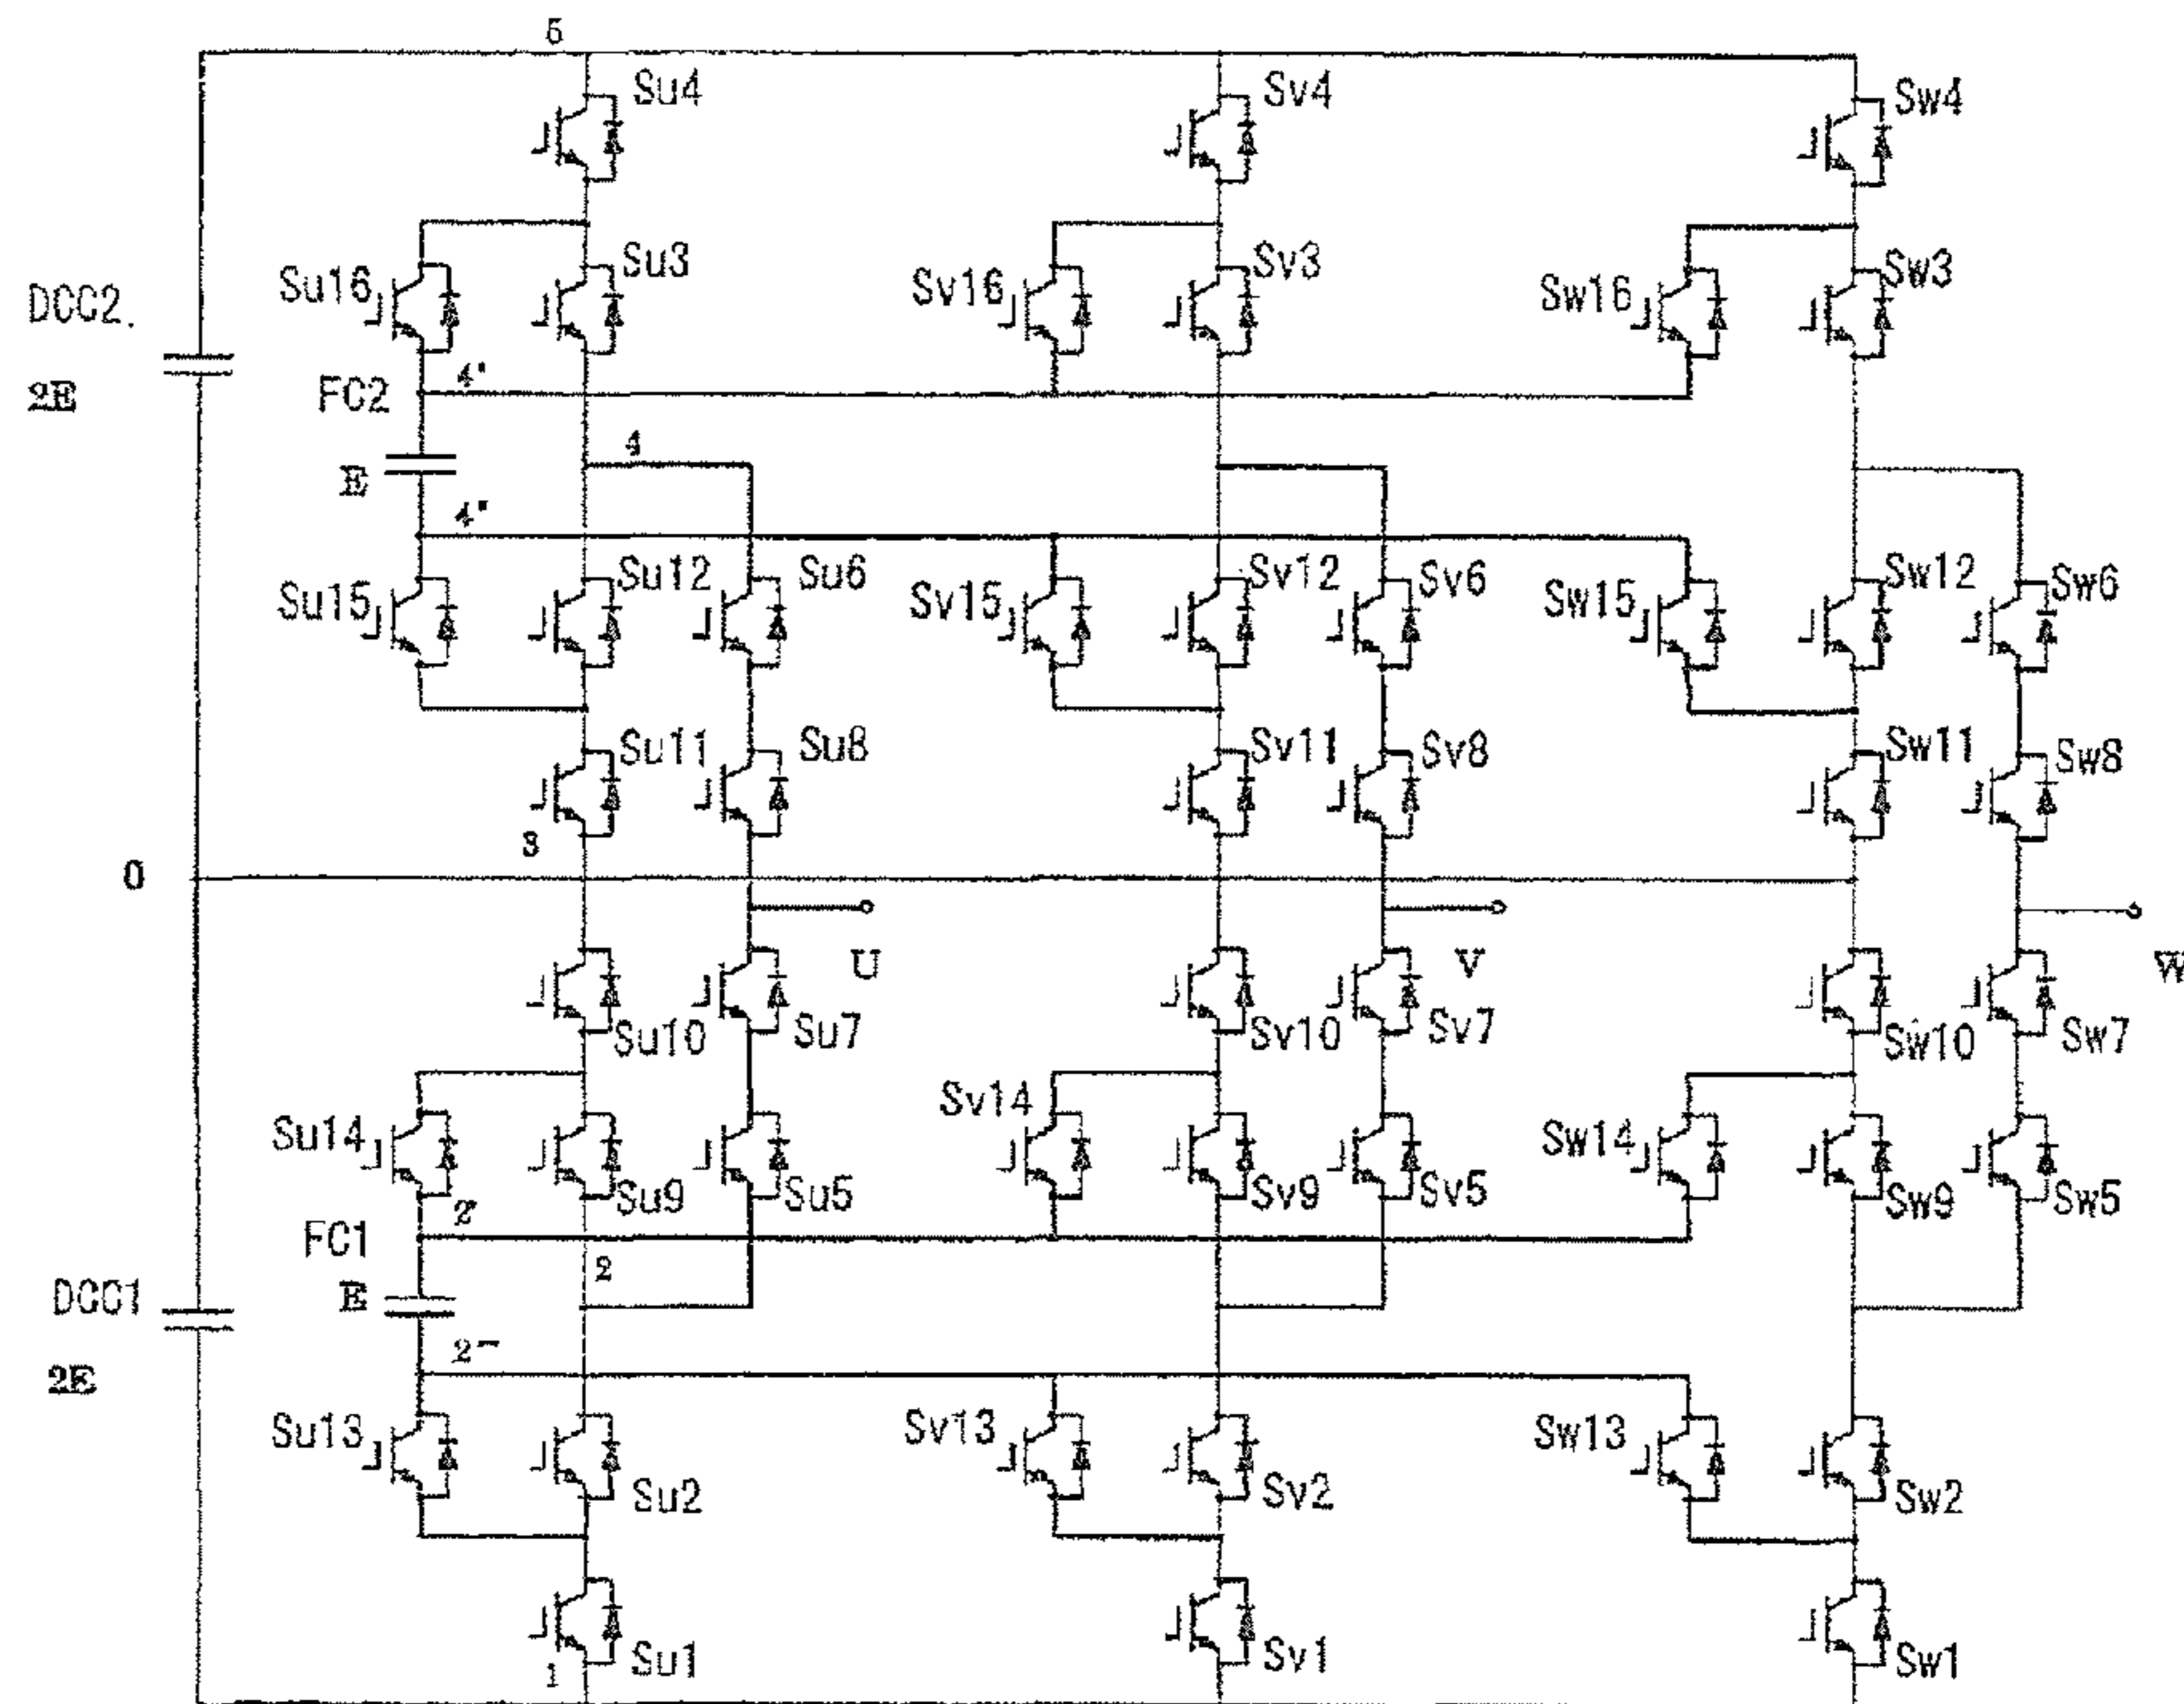 5
Su4 Sv4 Sw4
Su16 Su3 Sv16 Sv3 Sw16 Sw3
DCC2.
2E
FC2 4'
4
E
4"
Su15 Su12 Su6 Sv15 Sv12 Sv6 Sw15 Sw12 Sw6
Su11 Su8 Sv11 Sv8 Sw11 Sw8
3
0
U V W
Su10 Su7 Sv10 Sv7 Sw10 Sw7
Su14 Sv14 Sw14
Su9 Su5 Sv9 Sv5 Sw9 Sw5
2'
FC1
2
DCC1 E
2E
Su13 Sv13 Sw13
Su2 Sv2 Sw2
1 Su1 Sv1 Sw1